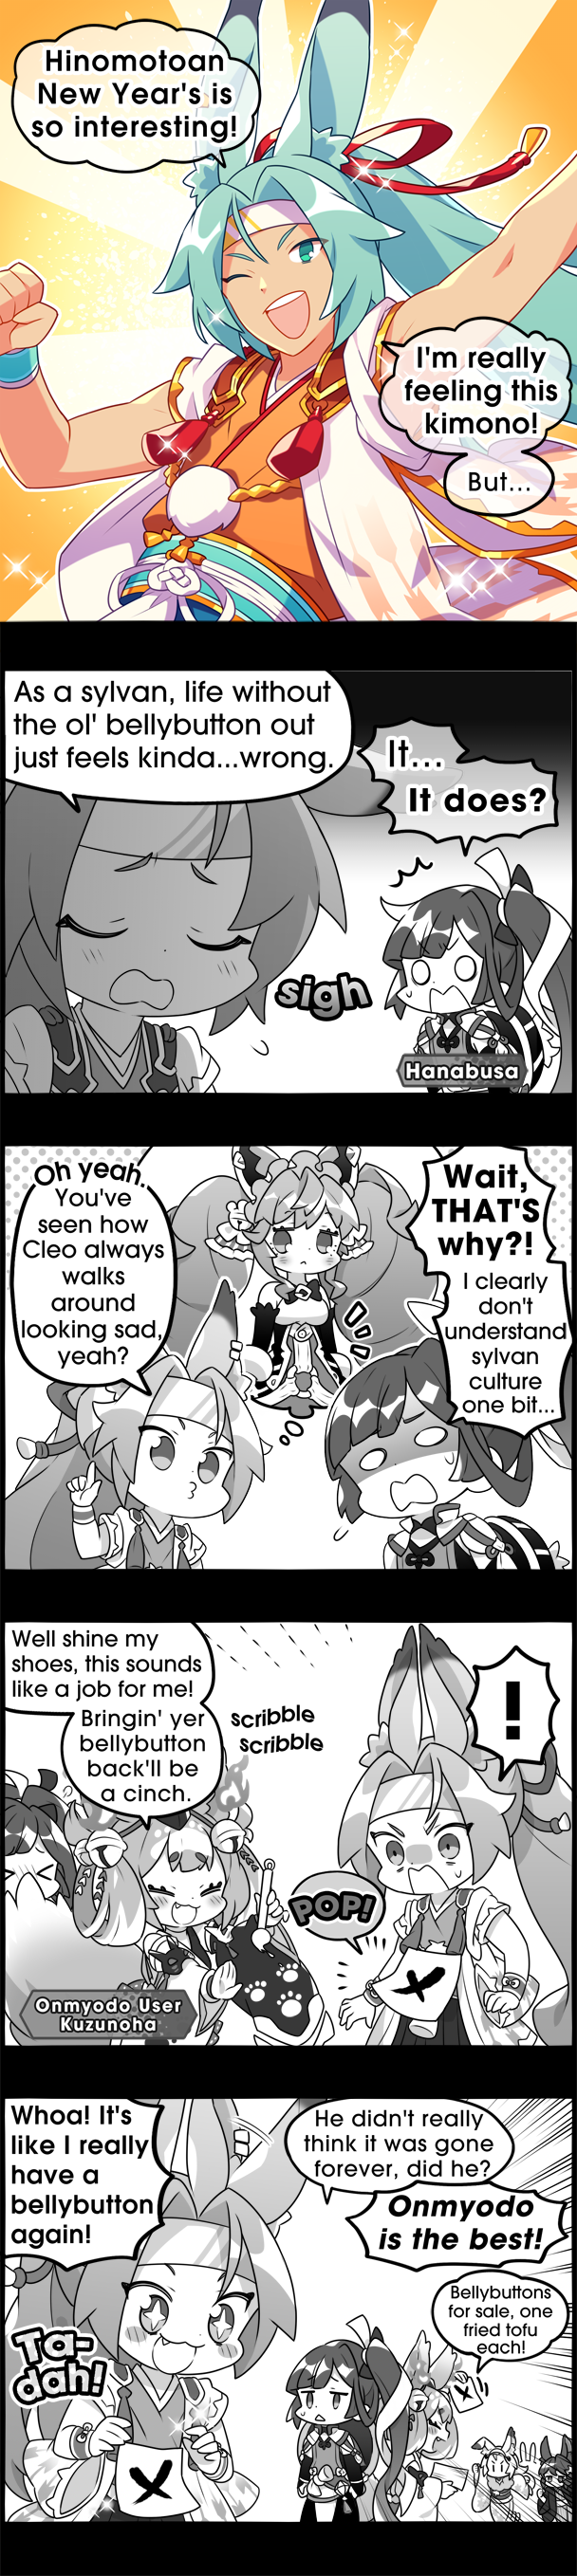 Hinomotoan
New Year's is
so interesting!
I'm really
feeling this
kimono!
But...
As a sylvan, life without
the ol' bellybutton out
just feels kinda...wrong.
It...
It does?
sigh
Hanabusa
Oh yeah.
You've
seen how
Cleo always
walks
around
looking sad,
yeah?
Wait,
THAT'S
why?!
I clearly
don't
understand
sylvan
culture
one bit...
Well shine my
shoes, this sounds
like a job for me!
Bringin' yer
bellybutton
back'll be
a cinch.
scribble
scribble
!
POP!
Onmyodo User
Kuzunoha
Whoa! It's
like I really
have a
bellybutton
again!
He didn't really
think it was gone
forever, did he?
Onmyodo
is the best!
Bellybuttons
for sale, one
fried tofu
each!
Ta-
dah!